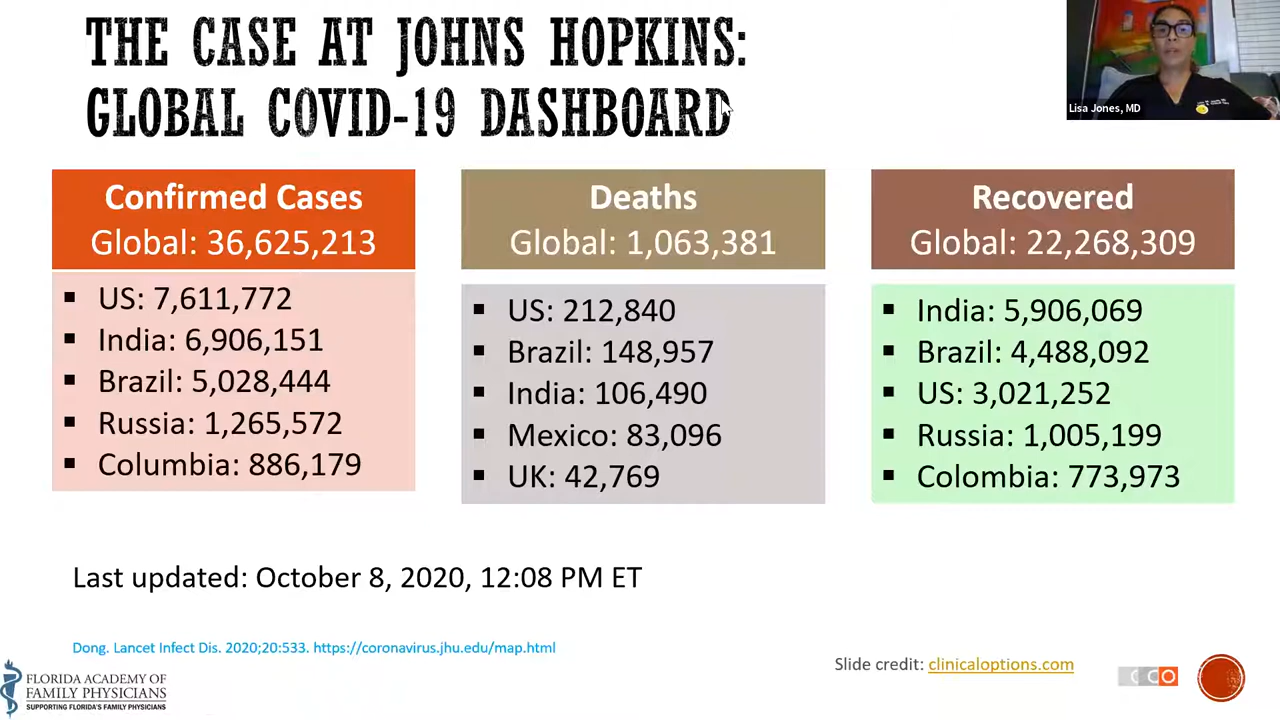 THE CASE AT JOHNS HOPKINS:
GLOBAL COVID-19 DASHBOARD
Lisa Jones, MD
Confirmed Cases
Global: 36,625,213
▪ US: 7,611,772
▪ India: 6,906,151
▪ Brazil: 5,028,444
▪ Russia: 1,265,572
▪ Columbia: 886,179
Deaths
Global: 1,063,381
▪ US: 212,840
▪ Brazil: 148,957
▪ India: 106,490
▪ Mexico: 83,096
▪ UK: 42,769
Recovered
Global: 22,268,309
▪ India: 5,906,069
▪ Brazil: 4,488,092
▪ US: 3,021,252
▪ Russia: 1,005,199
▪ Colombia: 773,973
Last updated: October 8, 2020, 12:08 PM ET
Dong. Lancet Infect Dis. 2020;20:533. https://coronavirus.jhu.edu/map.html
Slide credit: clinicaloptions.com
CCO
FLORIDA ACADEMY OF
FAMILY PHYSICIANS
SUPPORTING FLORIDA'S FAMILY PHYSICIANS